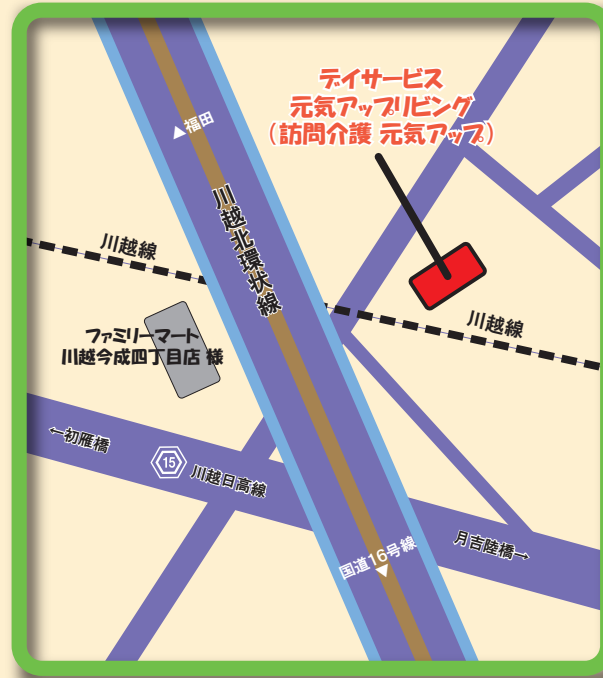 デイサービス
元気アップリビング
(訪問介護 元気アップ)
▲福田
川越北環状線
川越線
川越線
ファミリーマート
川越今成四丁目店 様
←初雁橋
15
川越日高線
月吉陸橋→
国道16号線
▼